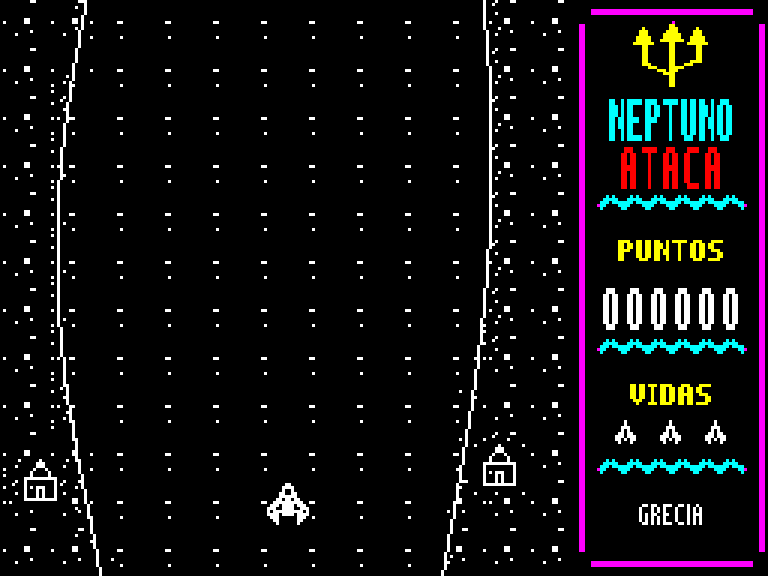 NEPTUNO
ATACA
PUNTOS
000000
VIDAS
GRECIA